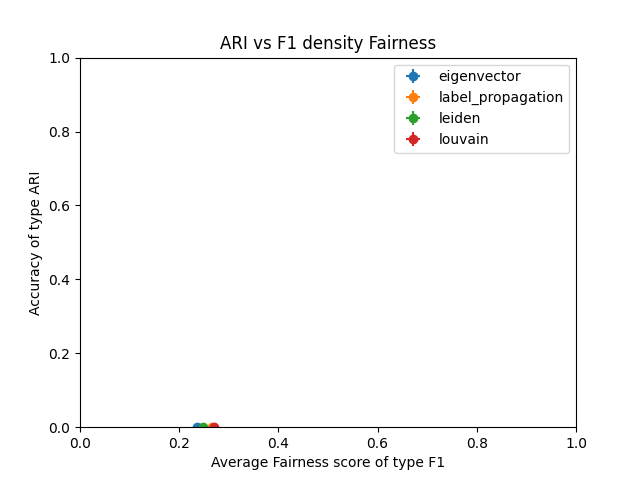 ARI vs F1 density Fairness
eigenvector
label_propagation
leiden
louvain
Accuracy of type ARI
1.0
0.8
0.6
0.4
0.2
0.0
0.0 0.2 0.4 0.6 0.8 1.0
Average Fairness score of type F1